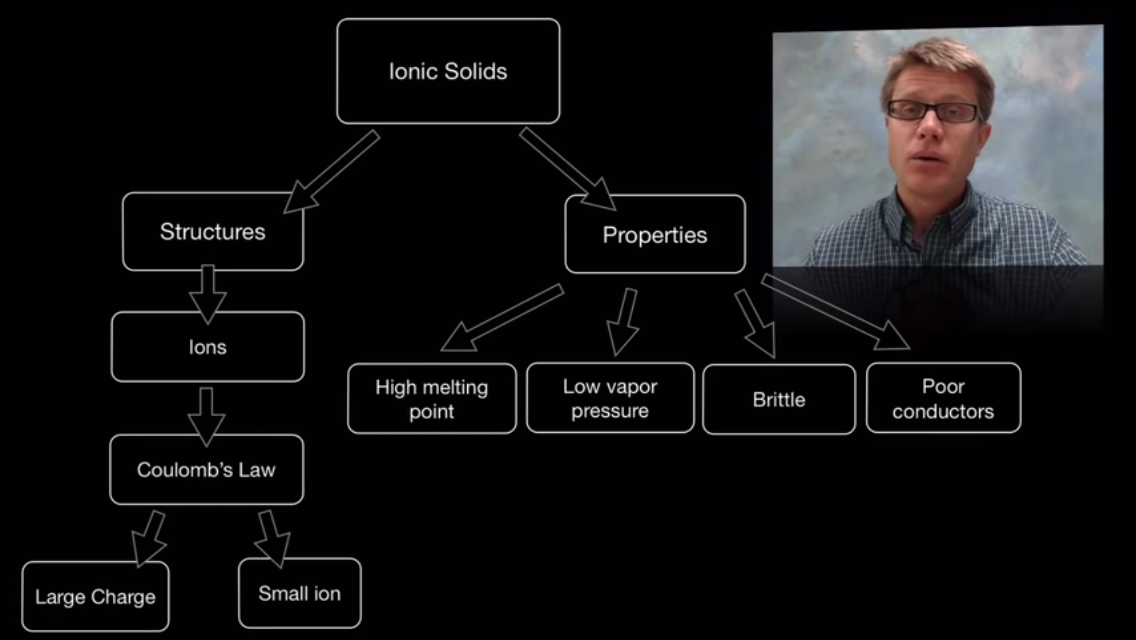 Ionic Solids
Structures
Properties
Ions
High melting
point
Low vapor
pressure
Brittle
Poor
conductors
Coulomb's Law
Large Charge
Small ion